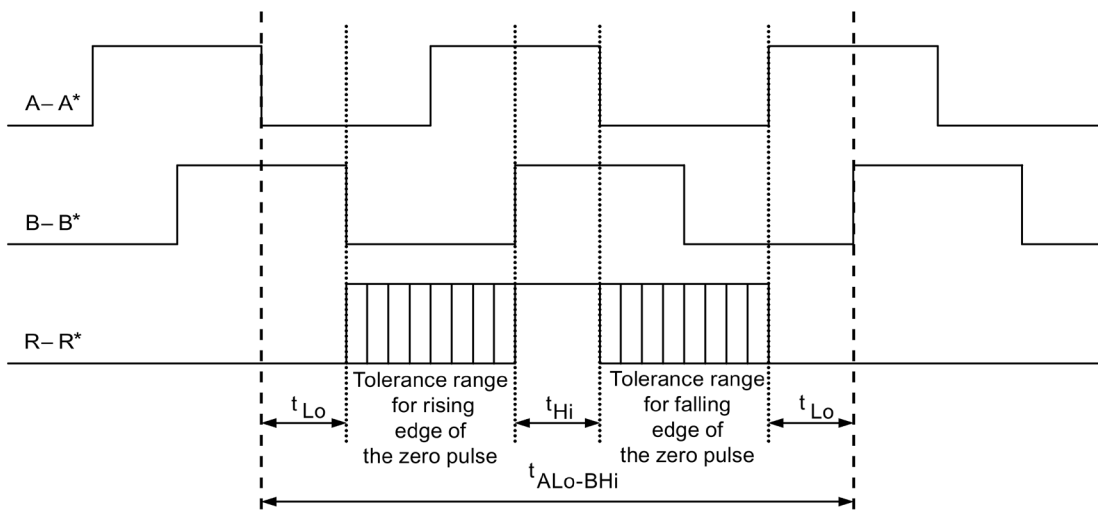 A–A*
B–B*
R–R*
Tolerance range
for rising
edge of
the zero pulse
Tolerance range
for falling
edge of
the zero pulse
t Lo
t Hi
t Lo
t ALo-BHi